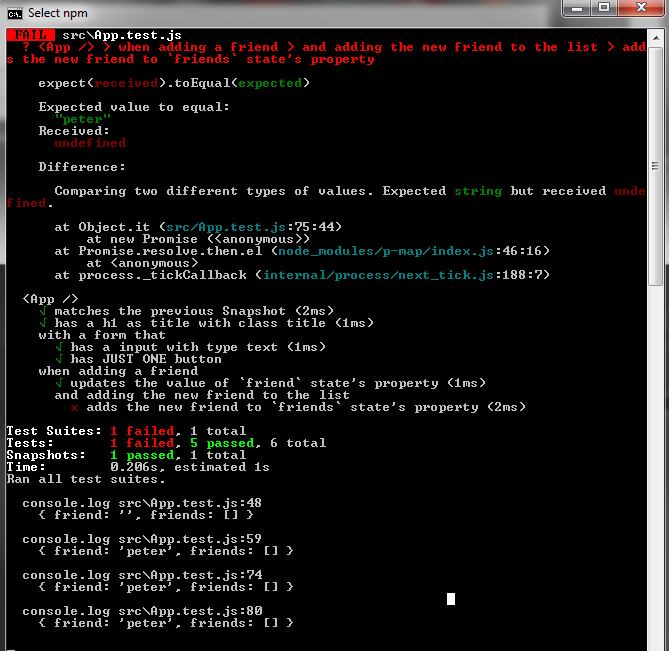 Select npm
FAIL src\App.test.js
? <App /> > when adding a friend > and adding the new friend to the list > add
s the new friend to `friends` state's property
expect(received).toEqual(expected)
Expected value to equal:
"peter"
Received:
undefined
Difference:
Comparing two different types of values. Expected string but received unde
fined.
at Object.it (src/App.test.js:75:44)
at new Promise (<anonymous>)
at Promise.resolve.then.el (node_modules/p-map/index.js:46:16)
at <anonymous>
at process._tickCallback (internal/process/next_tick.js:188:7)
<App />
√ matches the previous Snapshot (2ms)
√ has a h1 as title with class title (1ms)
with a form that
√ has a input with type text (1ms)
√ has JUST ONE button
when adding a friend
√ updates the value of `friend` state's property (1ms)
and adding the new friend to the list
× adds the new friend to `friends` state's property (2ms)
Test Suites: 1 failed, 1 total
Tests: 1 failed, 5 passed, 6 total
Snapshots: 1 passed, 1 total
Time: 0.206s, estimated 1s
Ran all test suites.
console.log src\App.test.js:48
{ friend: '', friends: [] }
console.log src\App.test.js:59
{ friend: 'peter', friends: [] }
console.log src\App.test.js:74
{ friend: 'peter', friends: [] }
console.log src\App.test.js:80
{ friend: 'peter', friends: [] }